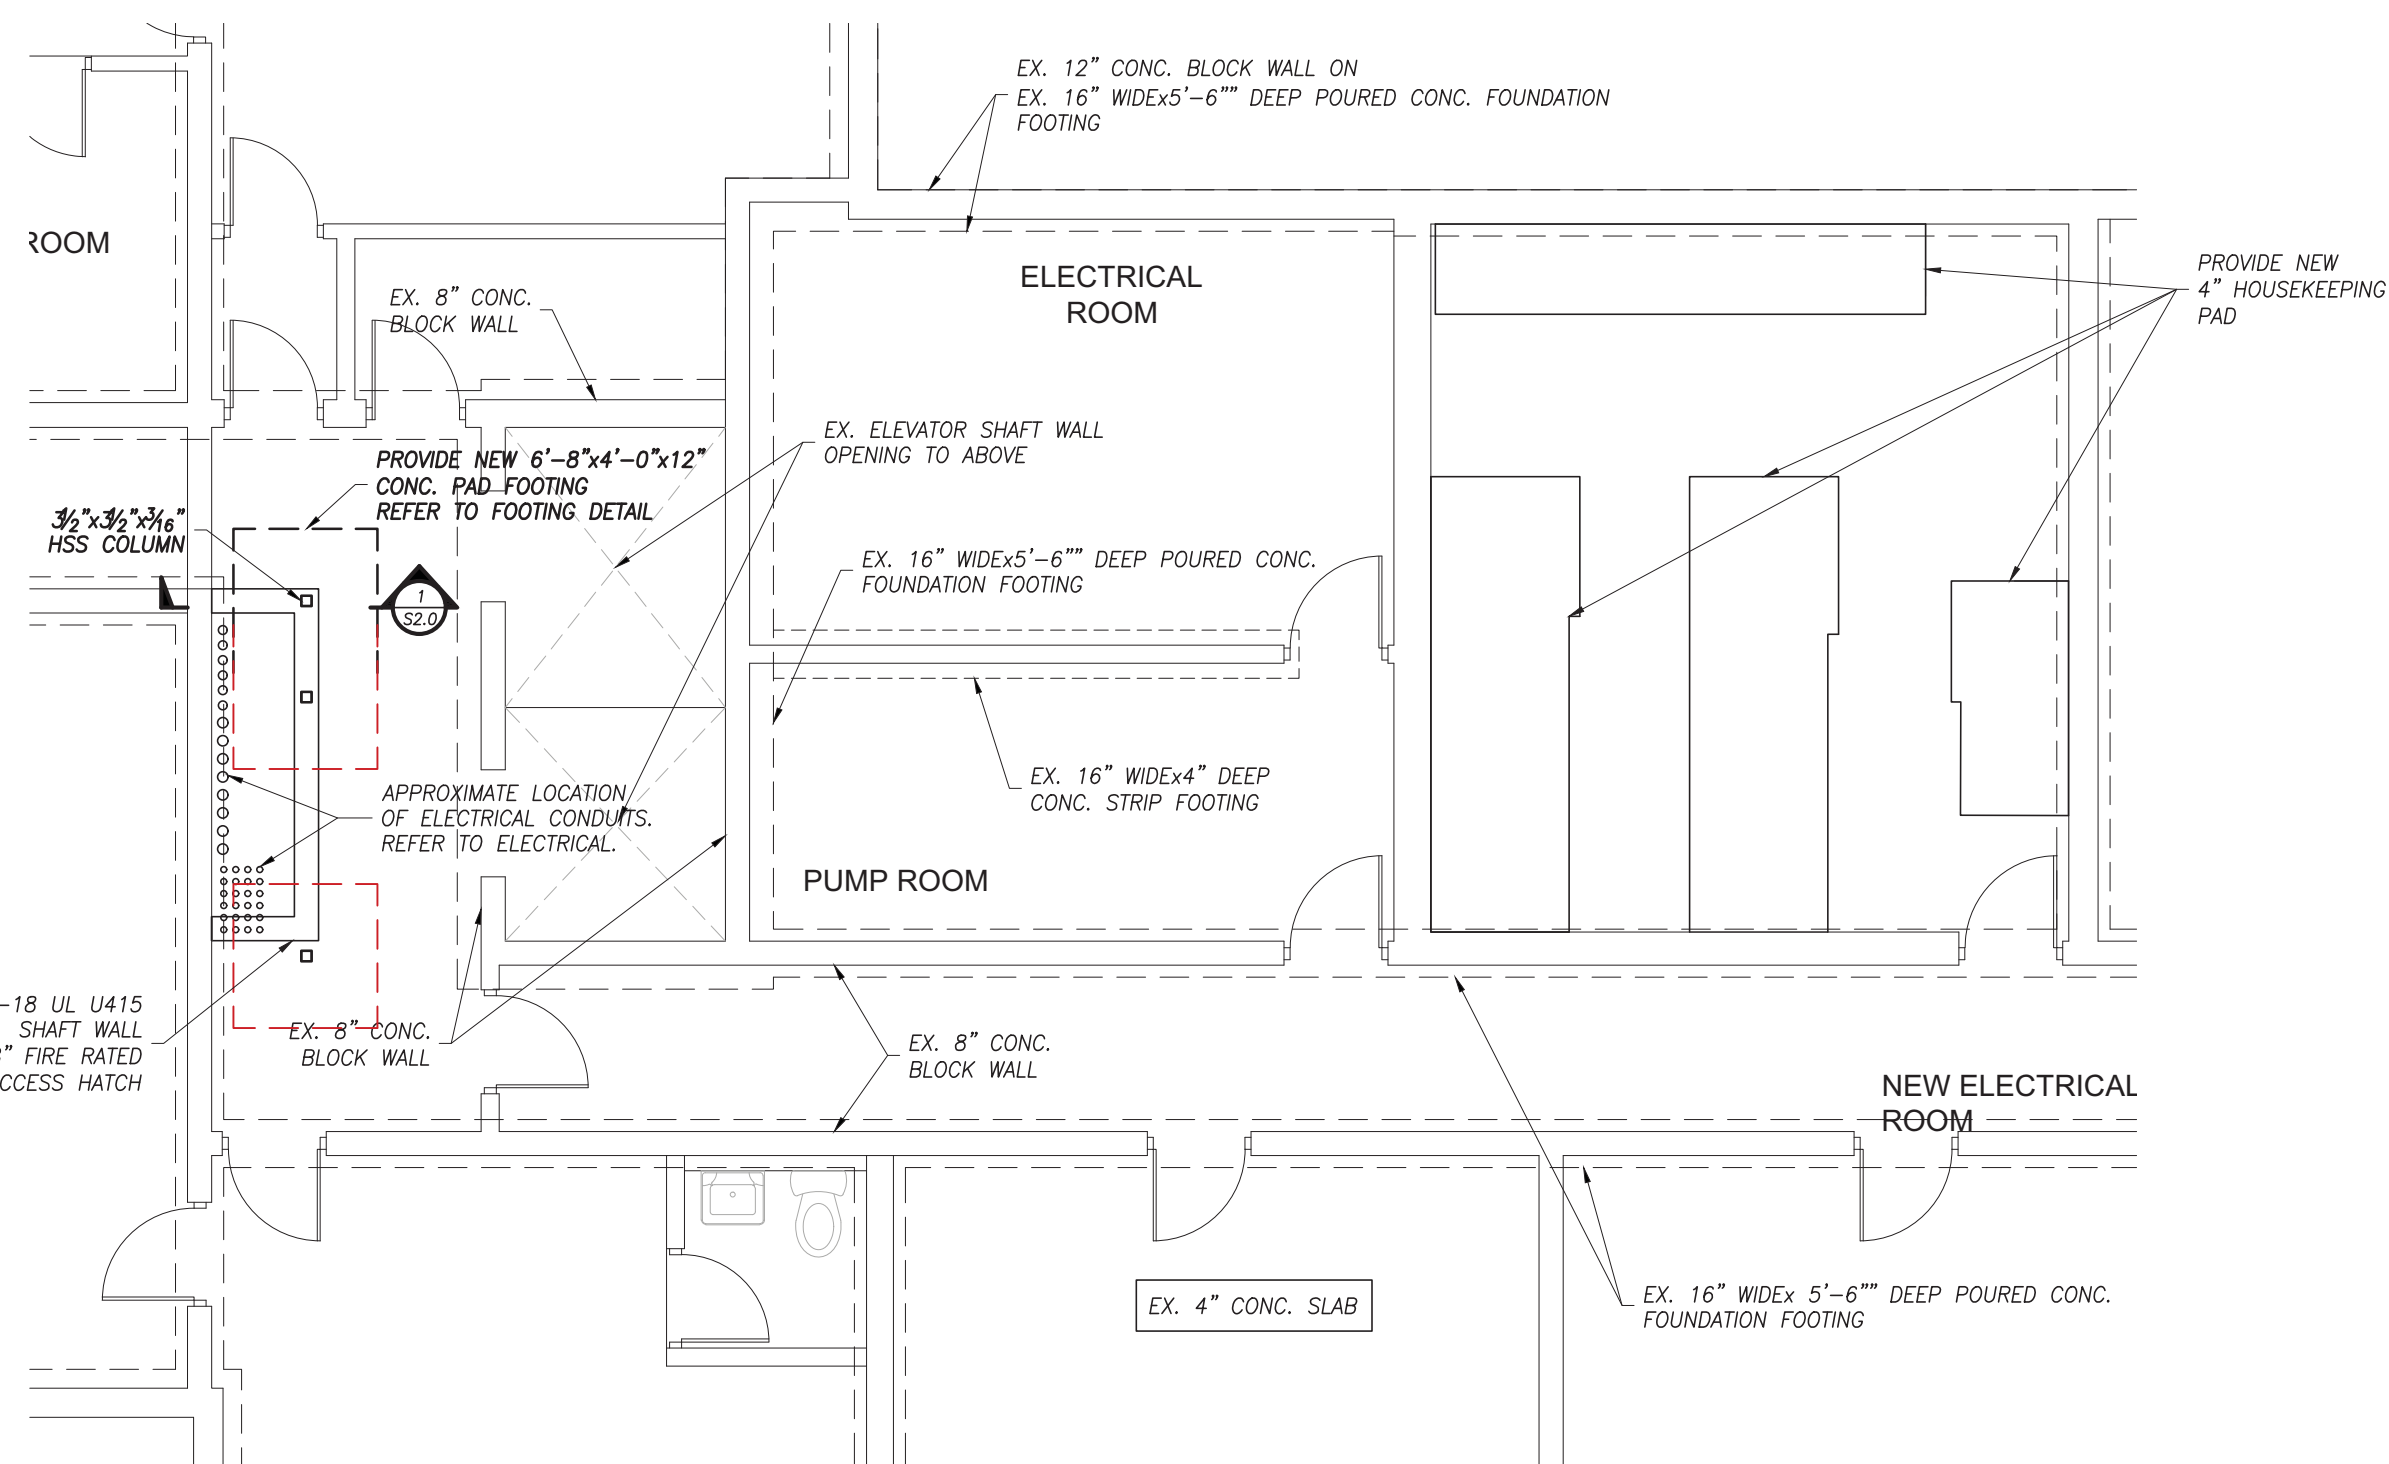 EX. 12" CONC. BLOCK WALL ON
EX. 16" WIDEx5'-6"" DEEP POURED CONC. FOUNDATION
FOOTING
ROOM
ELECTRICAL
ROOM
PROVIDE NEW
4" HOUSEKEEPING
PAD
EX. 8" CONC.
BLOCK WALL
EX. ELEVATOR SHAFT WALL
OPENING TO ABOVE
PROVIDE NEW 6'-8"x4'-0"x12"
CONC. PAD FOOTING
REFER TO FOOTING DETAIL
3½"x3½"x3⁄16"
HSS COLUMN
EX. 16" WIDEx5'-6"" DEEP POURED CONC.
FOUNDATION FOOTING
1
S2.0
EX. 16" WIDEx4" DEEP
CONC. STRIP FOOTING
APPROXIMATE LOCATION
OF ELECTRICAL CONDUITS.
REFER TO ELECTRICAL.
PUMP ROOM
-18 UL U415
SHAFT WALL
" FIRE RATED
CCESS HATCH
EX. 8" CONC.
BLOCK WALL
EX. 8" CONC.
BLOCK WALL
NEW ELECTRICAL
ROOM
EX. 4" CONC. SLAB
EX. 16" WIDEx 5'-6"" DEEP POURED CONC.
FOUNDATION FOOTING